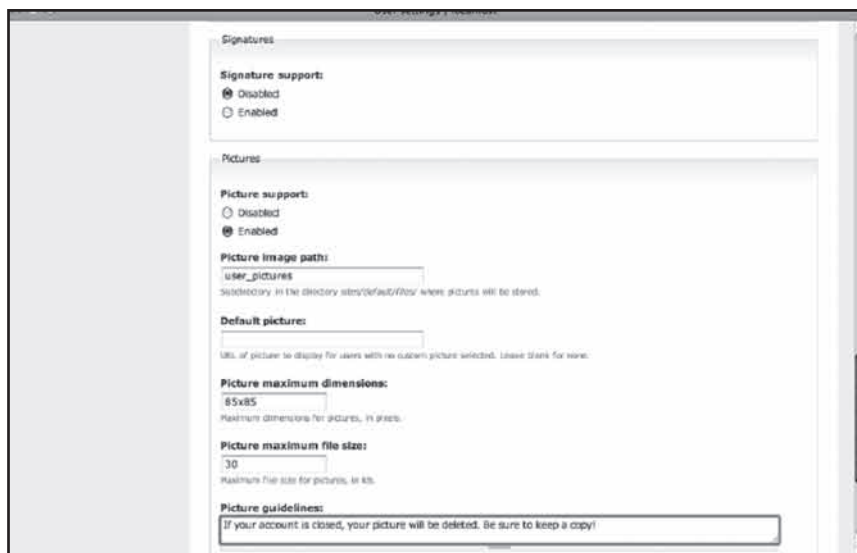 User settings | localhost
Signatures
Signature support:
Disabled
Enabled
Pictures
Picture support:
Disabled
Enabled
Picture image path:
user_pictures
Subdirectory in the directory sites/default/files/ where pictures will be stored.
Default picture:
URL of picture to display for users with no custom picture selected. Leave blank for none.
Picture maximum dimensions:
85x85
Maximum dimensions for pictures, in pixels.
Picture maximum file size:
30
Maximum file size for pictures, in kB.
Picture guidelines:
If your account is closed, your picture will be deleted. Be sure to keep a copy!